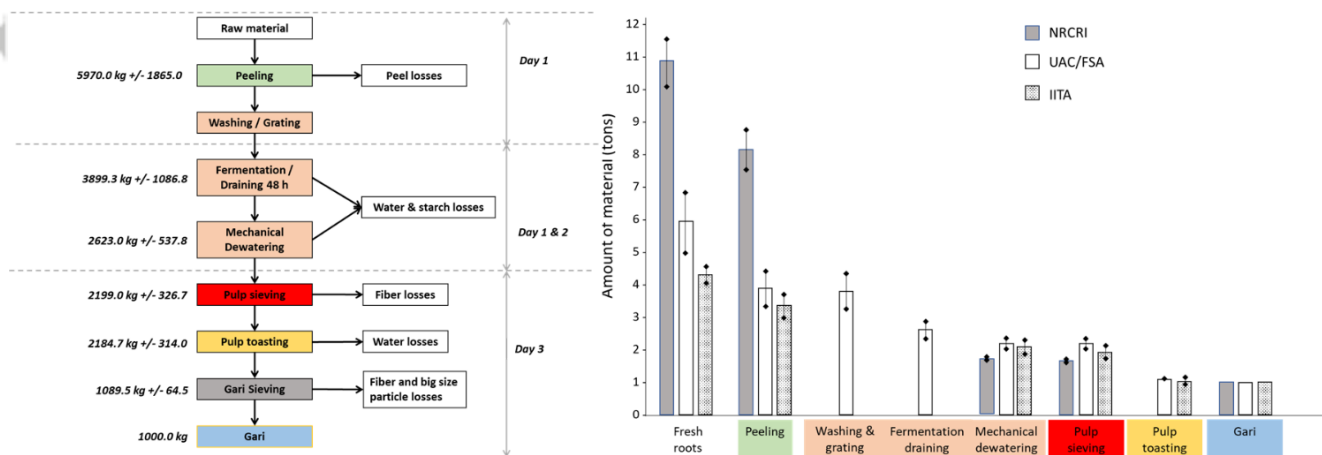 Raw material
5970.0 kg +/- 1865.0
Peeling
Peel losses
Day 1
Washing / Grating
3899.3 kg +/- 1086.8
Fermentation /
Draining 48 h
Water & starch losses
2623.0 kg +/- 537.8
Mechanical
Dewatering
Day 1 & 2
2199.0 kg +/- 326.7
Pulp sieving
Fiber losses
2184.7 kg +/- 314.0
Pulp toasting
Water losses
Day 3
1089.5 kg +/- 64.5
Gari Sieving
Fiber and big size
particle losses
1000.0 kg
Gari
Amount of material (tons)
12
11
10
9
8
7
6
5
4
3
2
1
0
NRCRI
UAC/FSA
IITA
Fresh
roots
Peeling
Washing &
grating
Fermentation
draining
Mechanical
dewatering
Pulp
sieving
Pulp
toasting
Gari